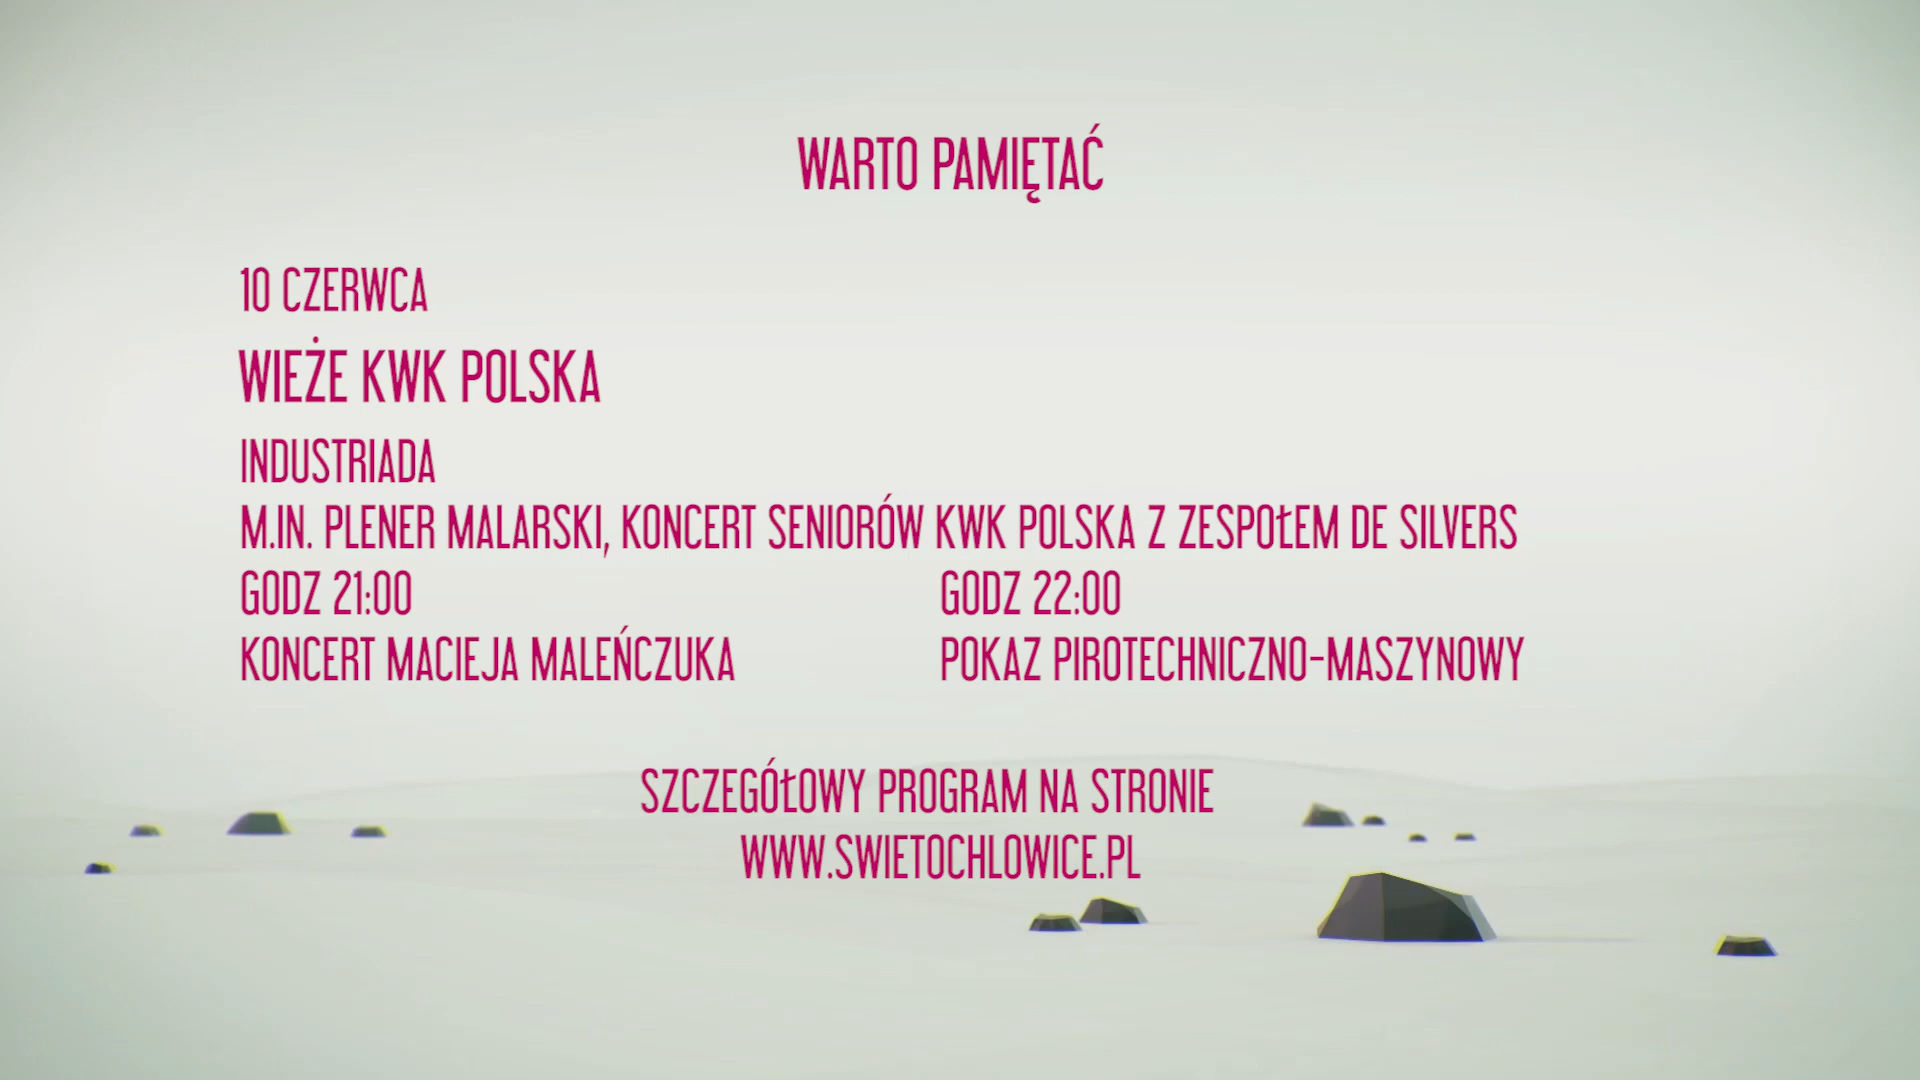 WARTO PAMIĘTAĆ
10 CZERWCA
WIEŻE KWK POLSKA
INDUSTRIADA
M.IN. PLENER MALARSKI, KONCERT SENIORÓW KWK POLSKA Z ZESPOŁEM DE SILVERS
GODZ 21:00
KONCERT MACIEJA MALEŃCZUKA
GODZ 22:00
POKAZ PIROTECHNICZNO-MASZYNOWY
SZCZEGÓŁOWY PROGRAM NA STRONIE
WWW.SWIETOCHLOWICE.PL